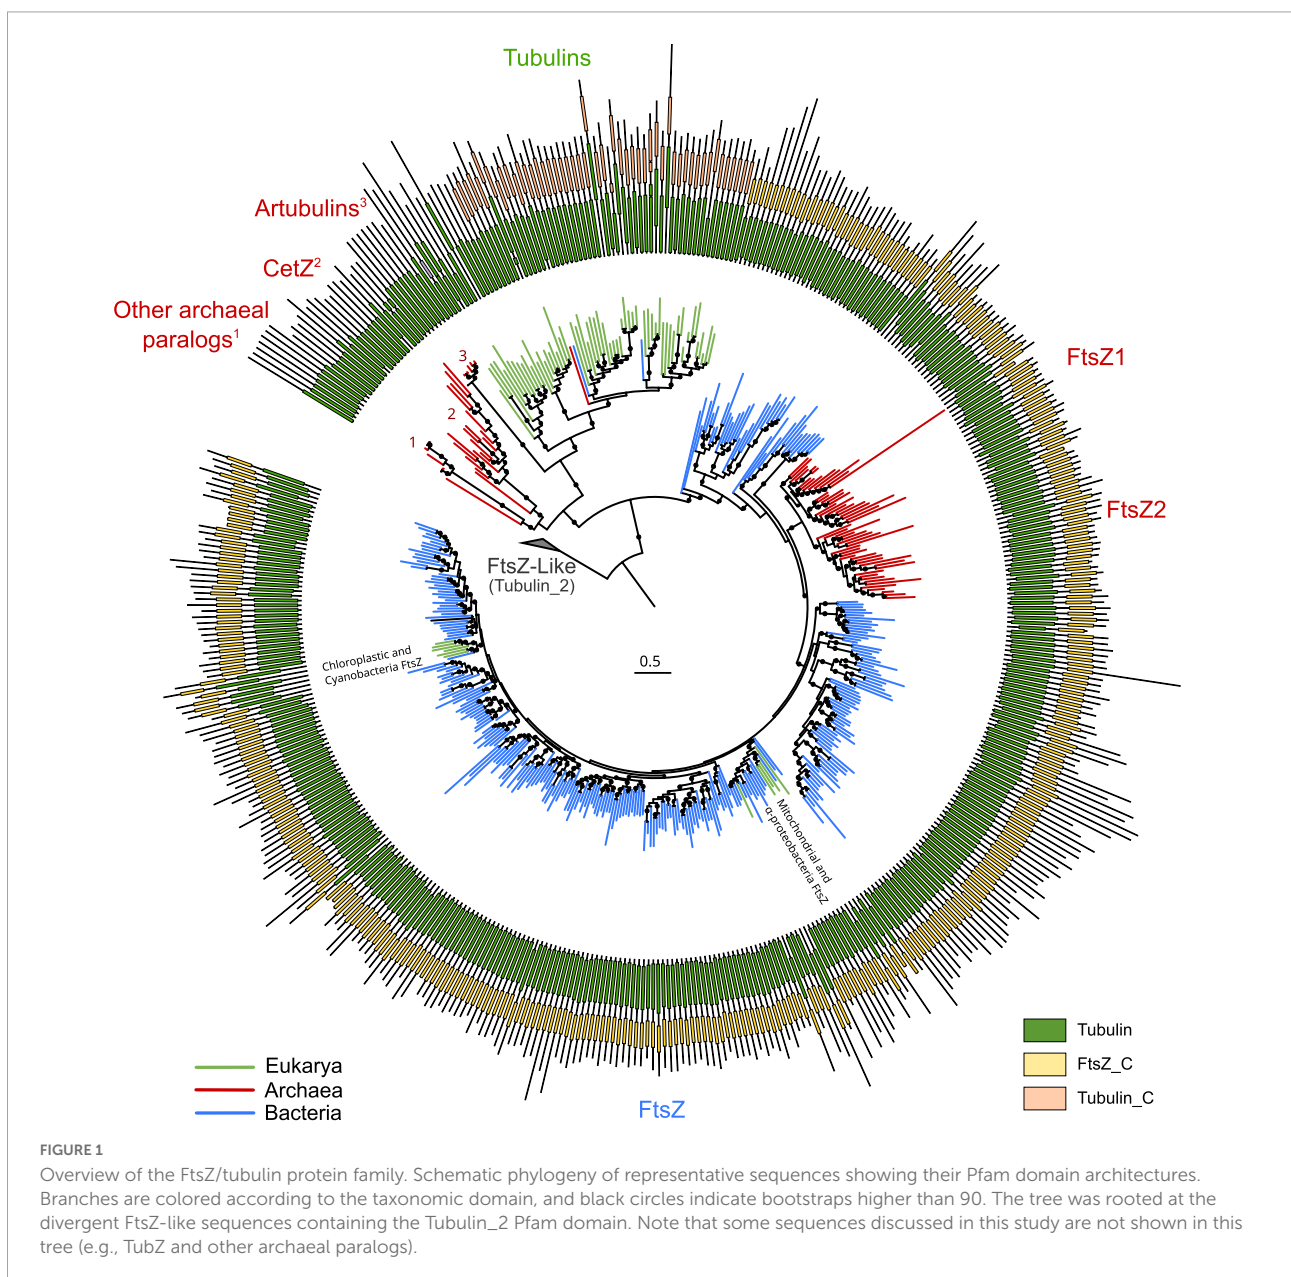 Tubulins
Artubulins3
CetZ2
Other archaeal
paralogs1
FtsZ1
FtsZ2
3
2
1
FtsZ-Like
(Tubulin_2)
Chloroplastic and
Cyanobacteria FtsZ
0.5
Mitochondrial and
α-proteobacteria FtsZ
Eukarya
Archaea
Bacteria
FtsZ
Tubulin
FtsZ_C
Tubulin_C
FIGURE 1
Overview of the FtsZ/tubulin protein family. Schematic phylogeny of representative sequences showing their Pfam domain architectures.
Branches are colored according to the taxonomic domain, and black circles indicate bootstraps higher than 90. The tree was rooted at the
divergent FtsZ-like sequences containing the Tubulin_2 Pfam domain. Note that some sequences discussed in this study are not shown in this
tree (e.g., TubZ and other archaeal paralogs).